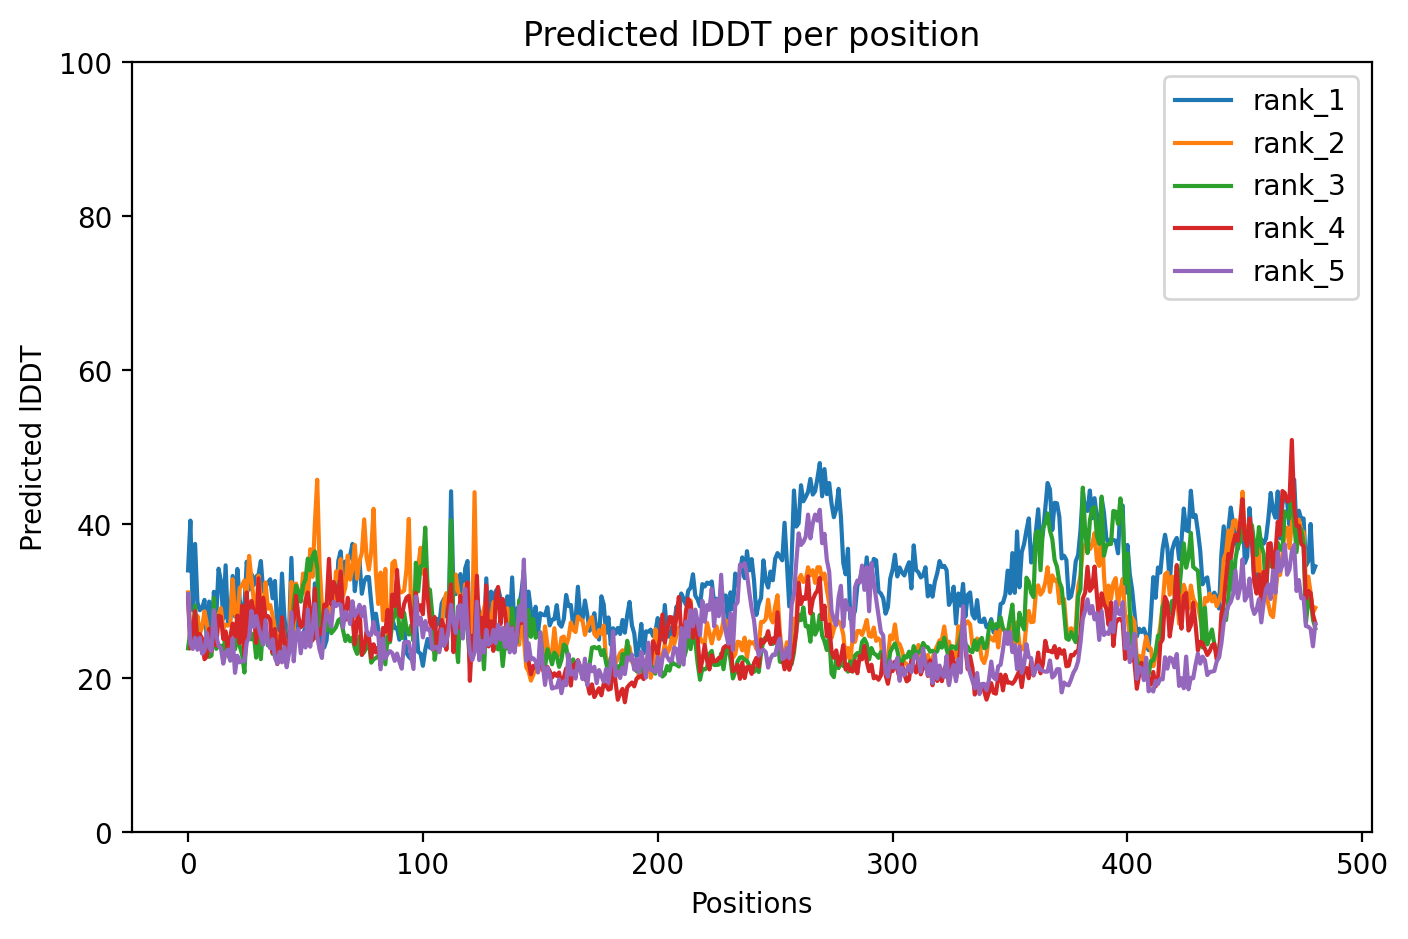 Predicted lDDT per position
Predicted lDDT
100
80
60
40
20
0
rank_1
rank_2
rank_3
rank_4
rank_5
0 100 200 300 400 500
Positions